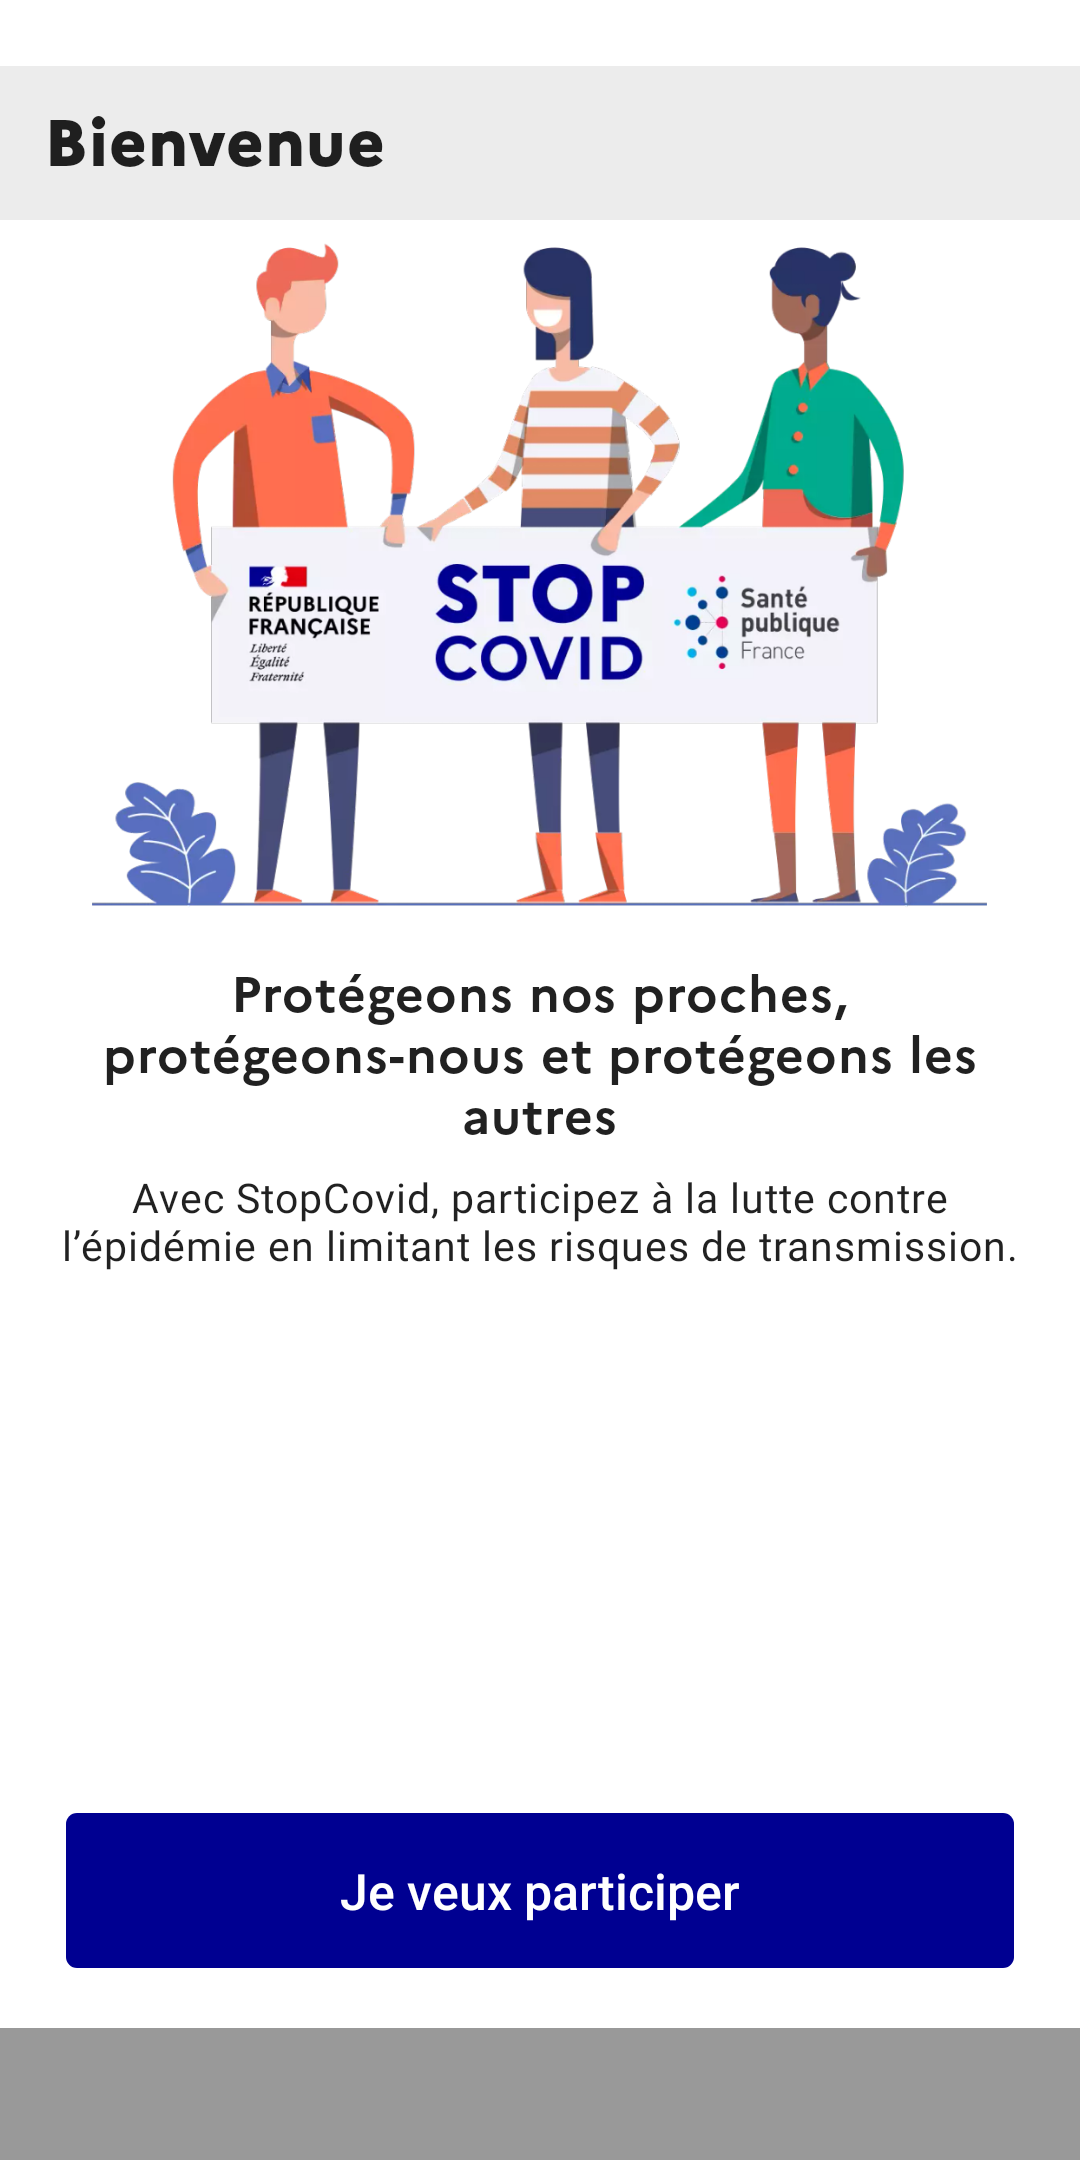 Bienvenue
RÉPUBLIQUE
FRANÇAISE
Liberté
Égalité
Fraternité
STOP
COVID
Santé
publique
France
Protégeons nos proches,
protégeons-nous et protégeons les
autres
Avec StopCovid, participez à la lutte contre
l’épidémie en limitant les risques de transmission.
Je veux participer